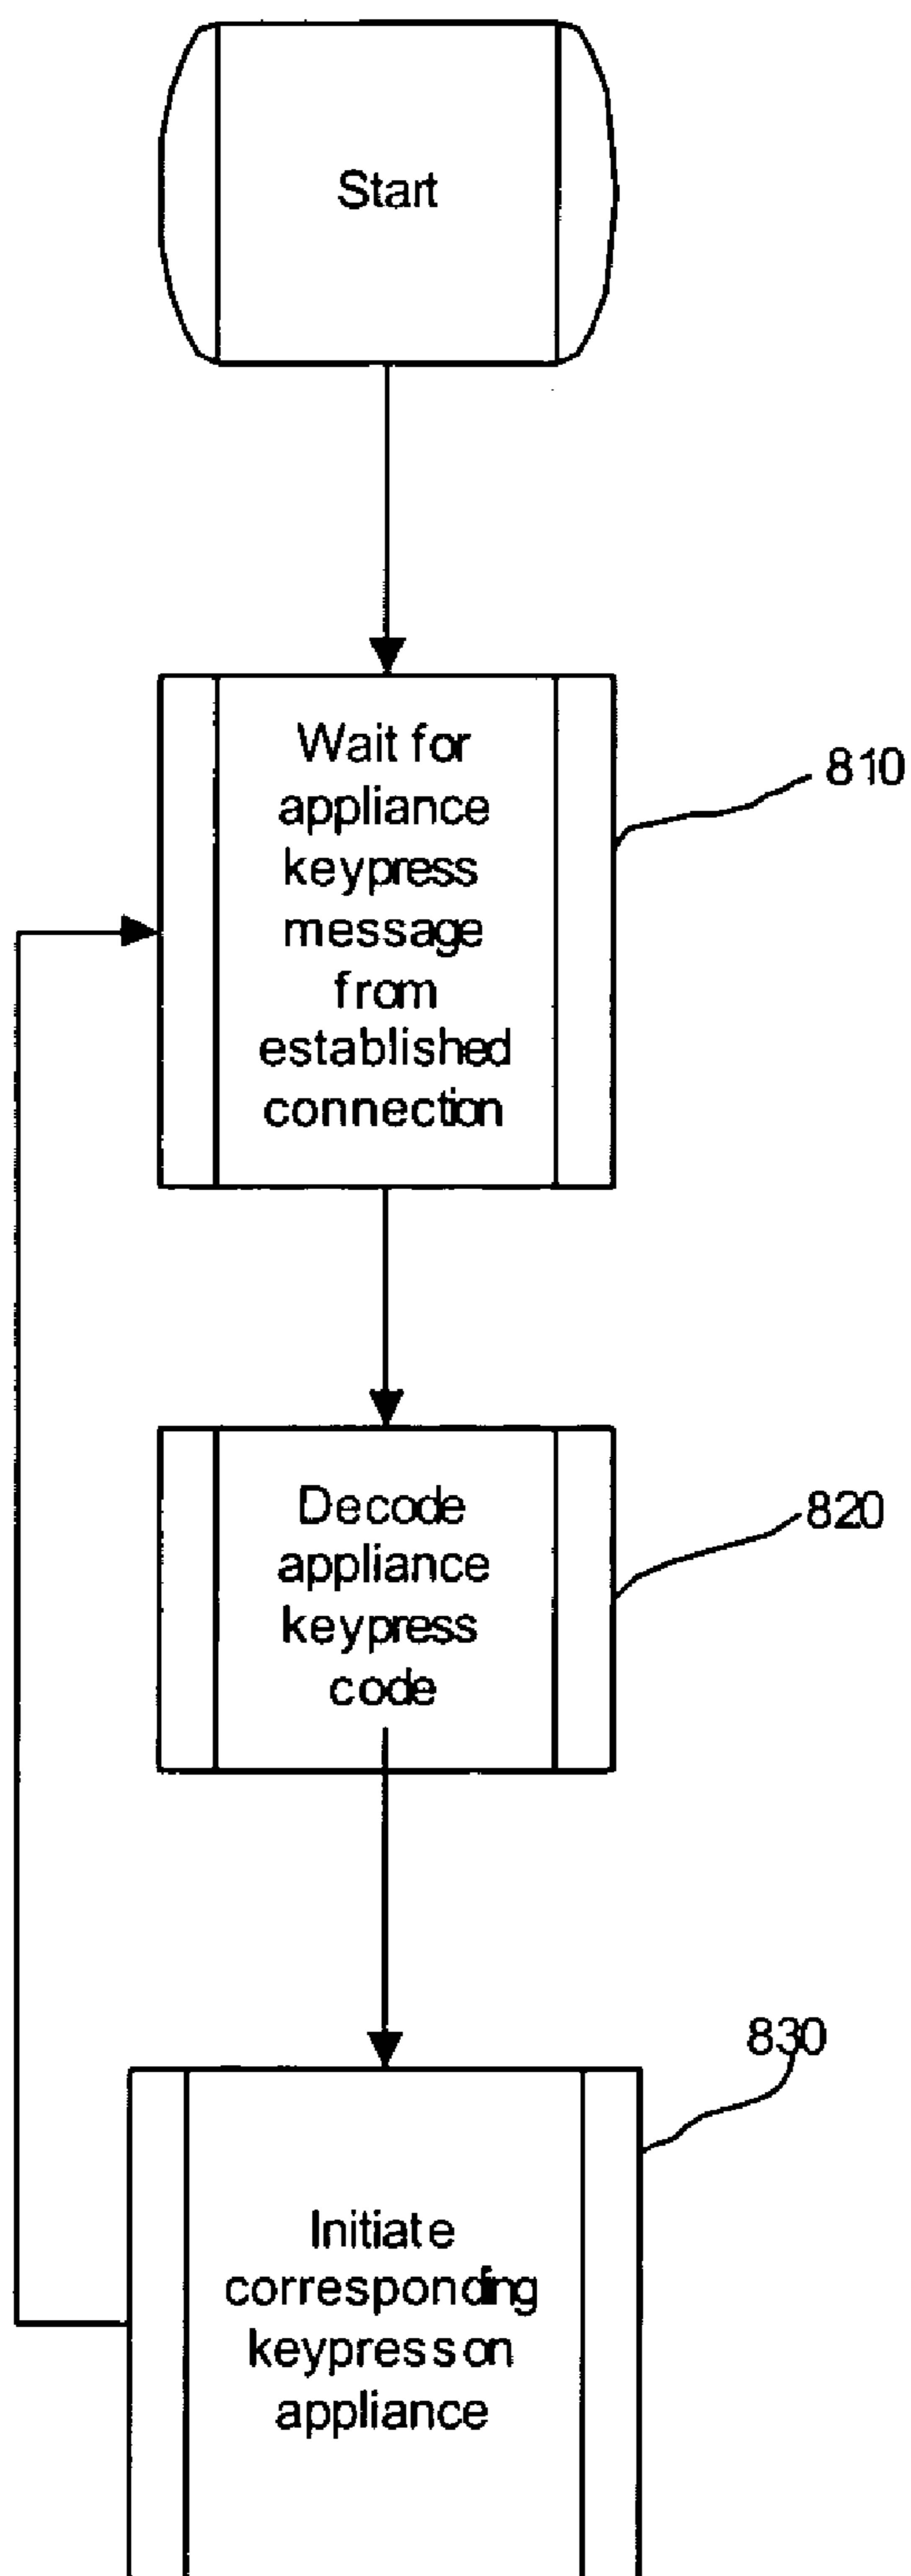 Start
Wait for
appliance
keypress
message
from
established
connection
810
Decode
appliance
keypress
code
820
830
Initiate
corresponding
keypress on
appliance